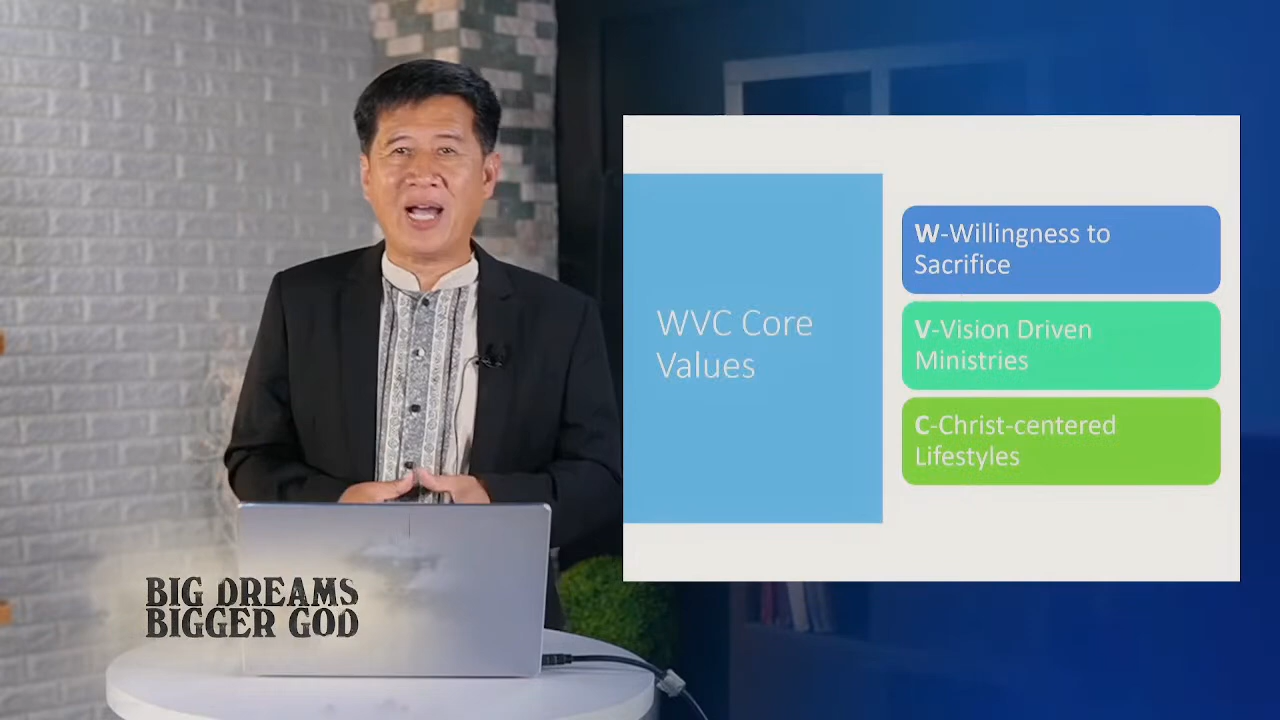 WVC Core
Values
W-Willingness to
Sacrifice
V-Vision Driven
Ministries
C-Christ-centered
Lifestyles
BIG DREAMS
BIGGER GOD